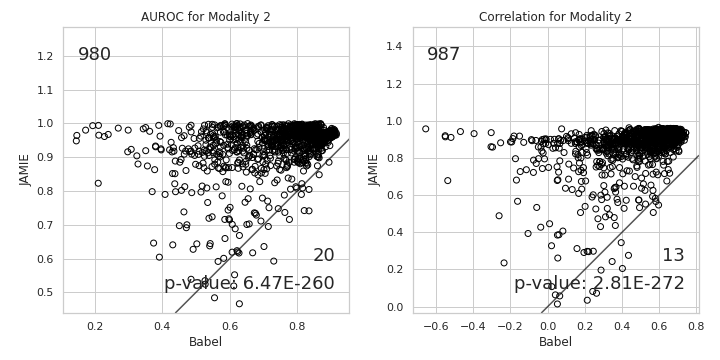 AUROC for Modality 2
980
1.2
1.1
1.0
0.9
0.8
0.7
0.6
0.5
JAMIE
20
p-value: 6.47E-260
0.2 0.4 0.6 0.8
Babel
Correlation for Modality 2
987
1.4
1.2
1.0
0.8
0.6
0.4
0.2
0.0
JAMIE
13
p-value: 2.81E-272
−0.6 −0.4 −0.2 0.0 0.2 0.4 0.6 0.8
Babel